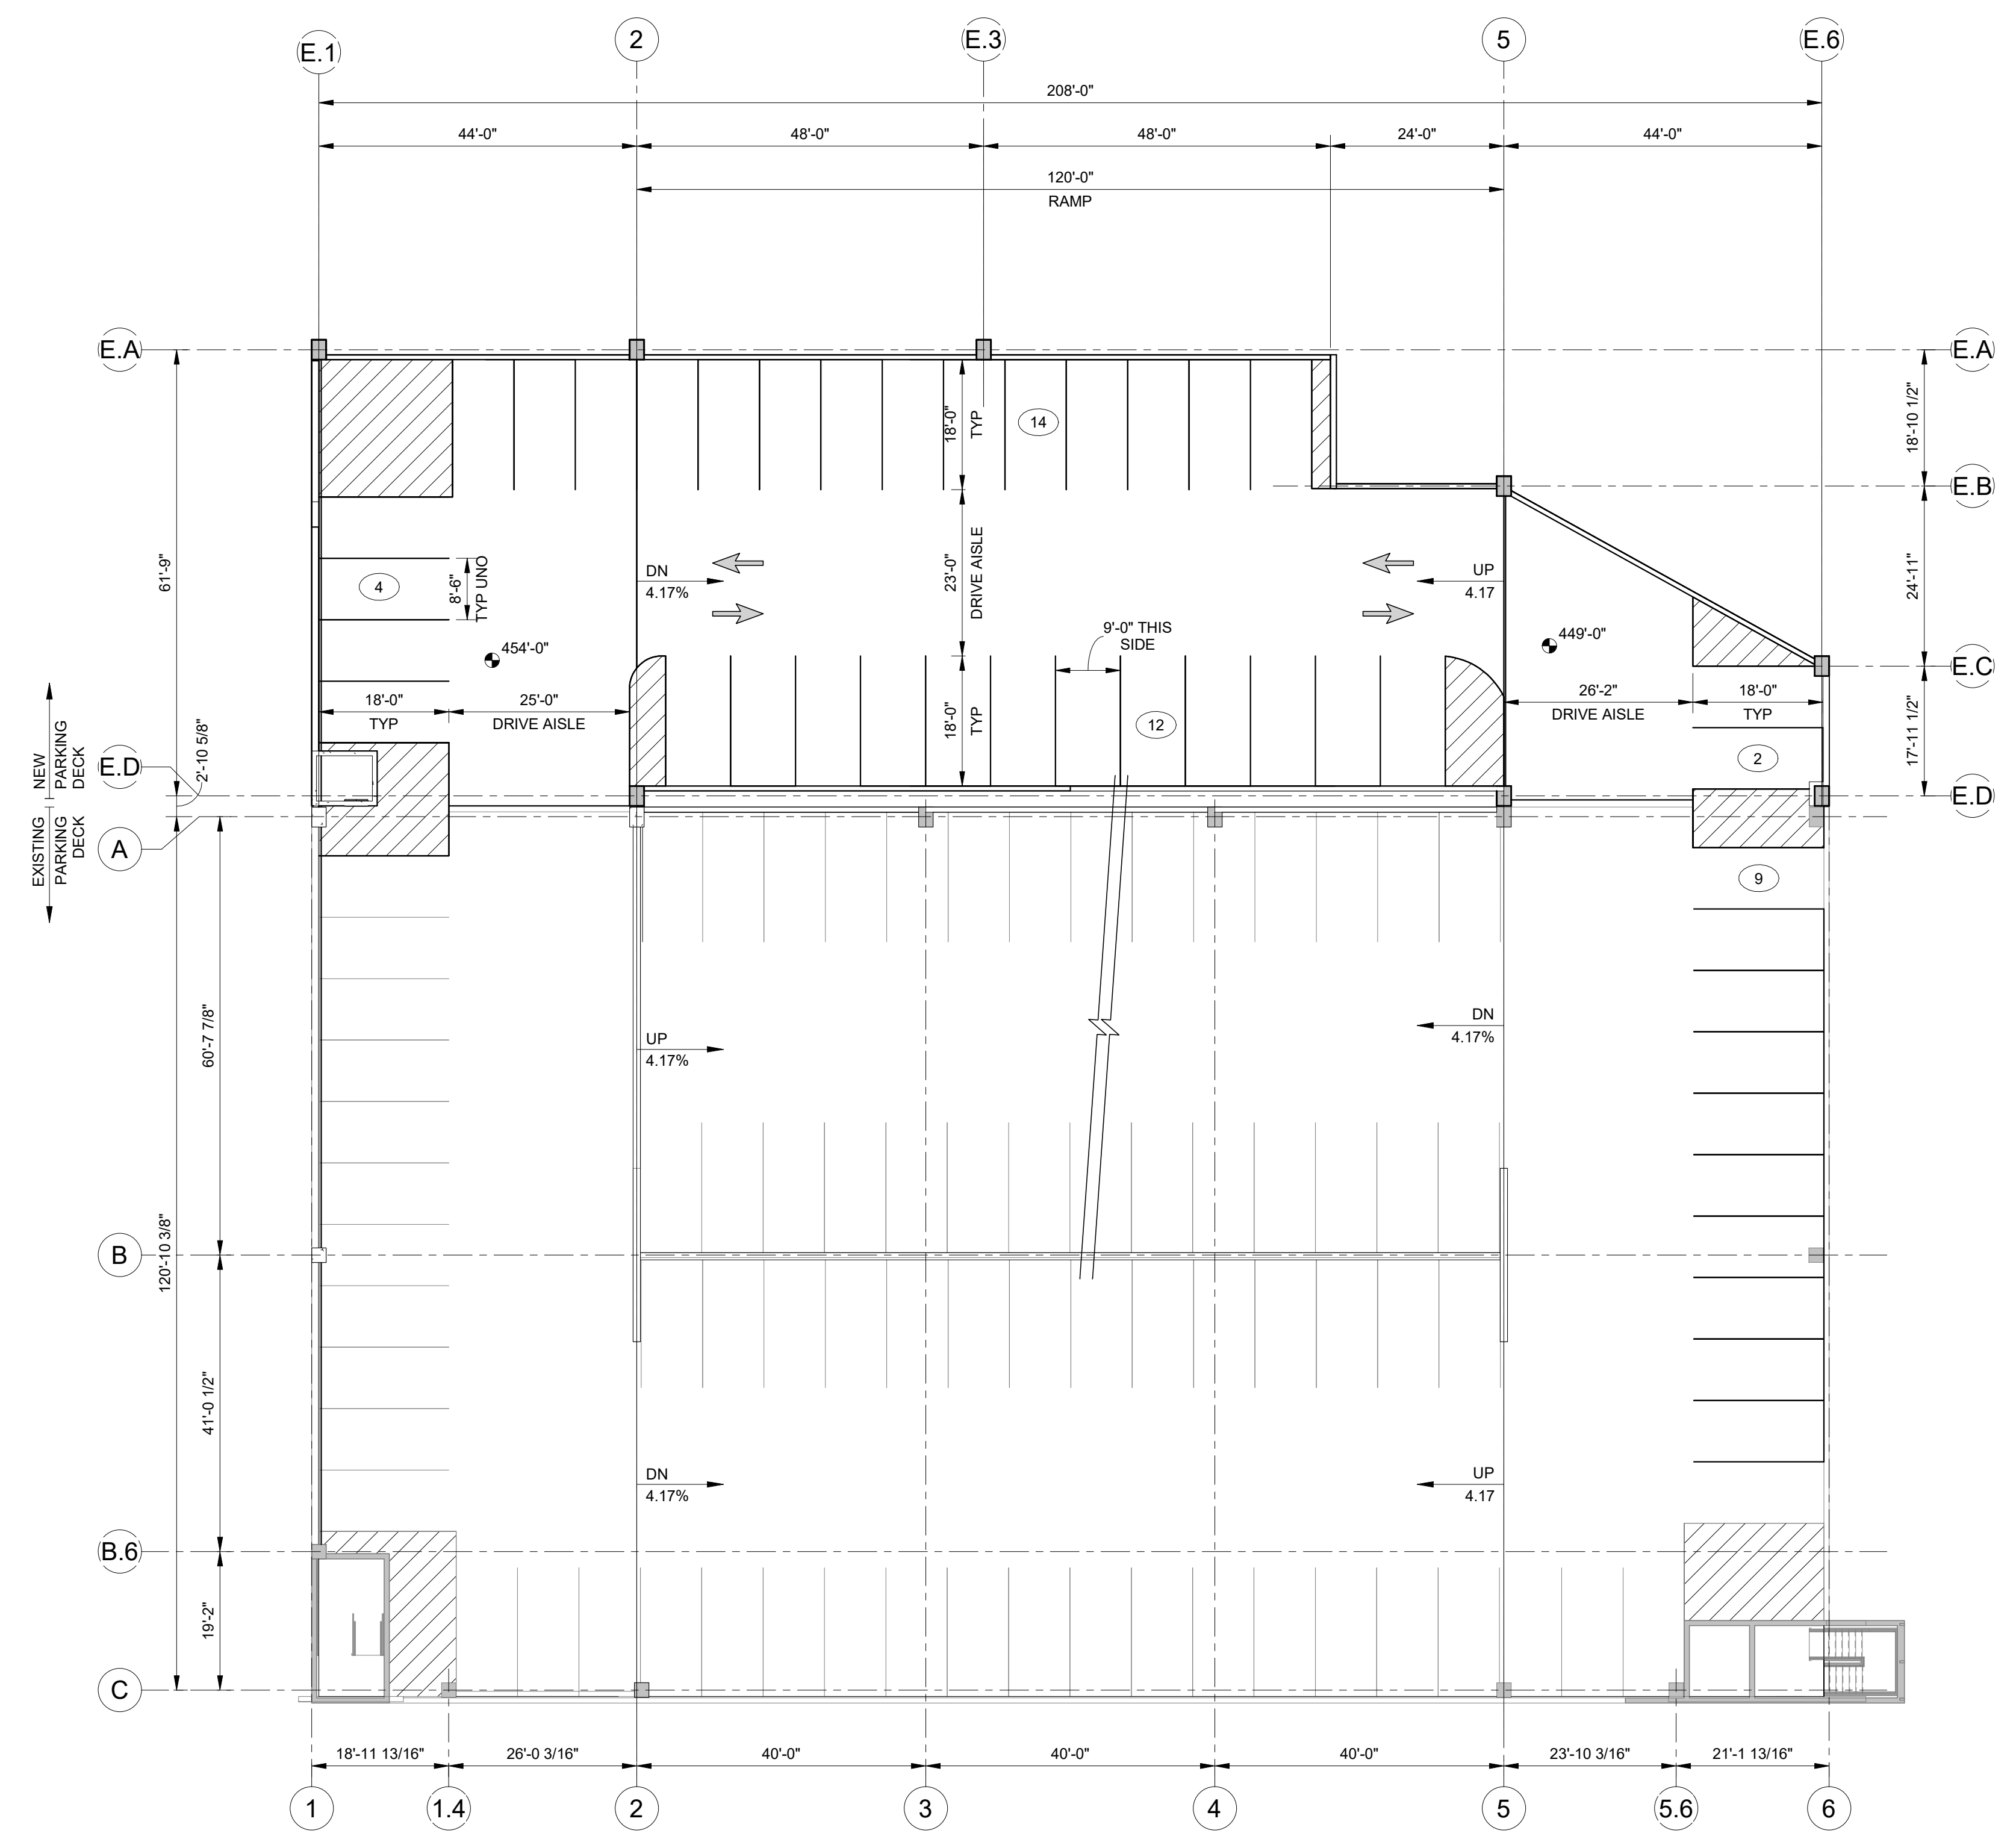 E.1
2
E.3
5
E.6
208'-0"
44'-0"
48'-0"
48'-0"
24'-0"
44'-0"
120'-0"
RAMP
E.A
E.A
18'-10 1/2"
14
18'-0"
TYP
E.B
61'-9"
4
8'-6"
TYP UNO
DN
4.17%
23'-0"
DRIVE AISLE
UP
4.17
24'-11"
454'-0"
9'-0" THIS
SIDE
449'-0"
E.C
18'-0"
TYP
25'-0"
DRIVE AISLE
18'-0"
TYP
12
26'-2"
DRIVE AISLE
18'-0"
TYP
17'-11 1/2"
NEW
PARKING
DECK
2'-10 5/8"
E.D
2
E.D
EXISTING
PARKING
DECK
A
9
60'-7 7/8"
UP
4.17%
DN
4.17%
120'-10 3/8"
B
41'-0 1/2"
DN
4.17%
UP
4.17
B.6
19'-2"
C
18'-11 13/16"
26'-0 3/16"
40'-0"
40'-0"
40'-0"
23'-10 3/16"
21'-1 13/16"
1
1.4
2
3
4
5
5.6
6